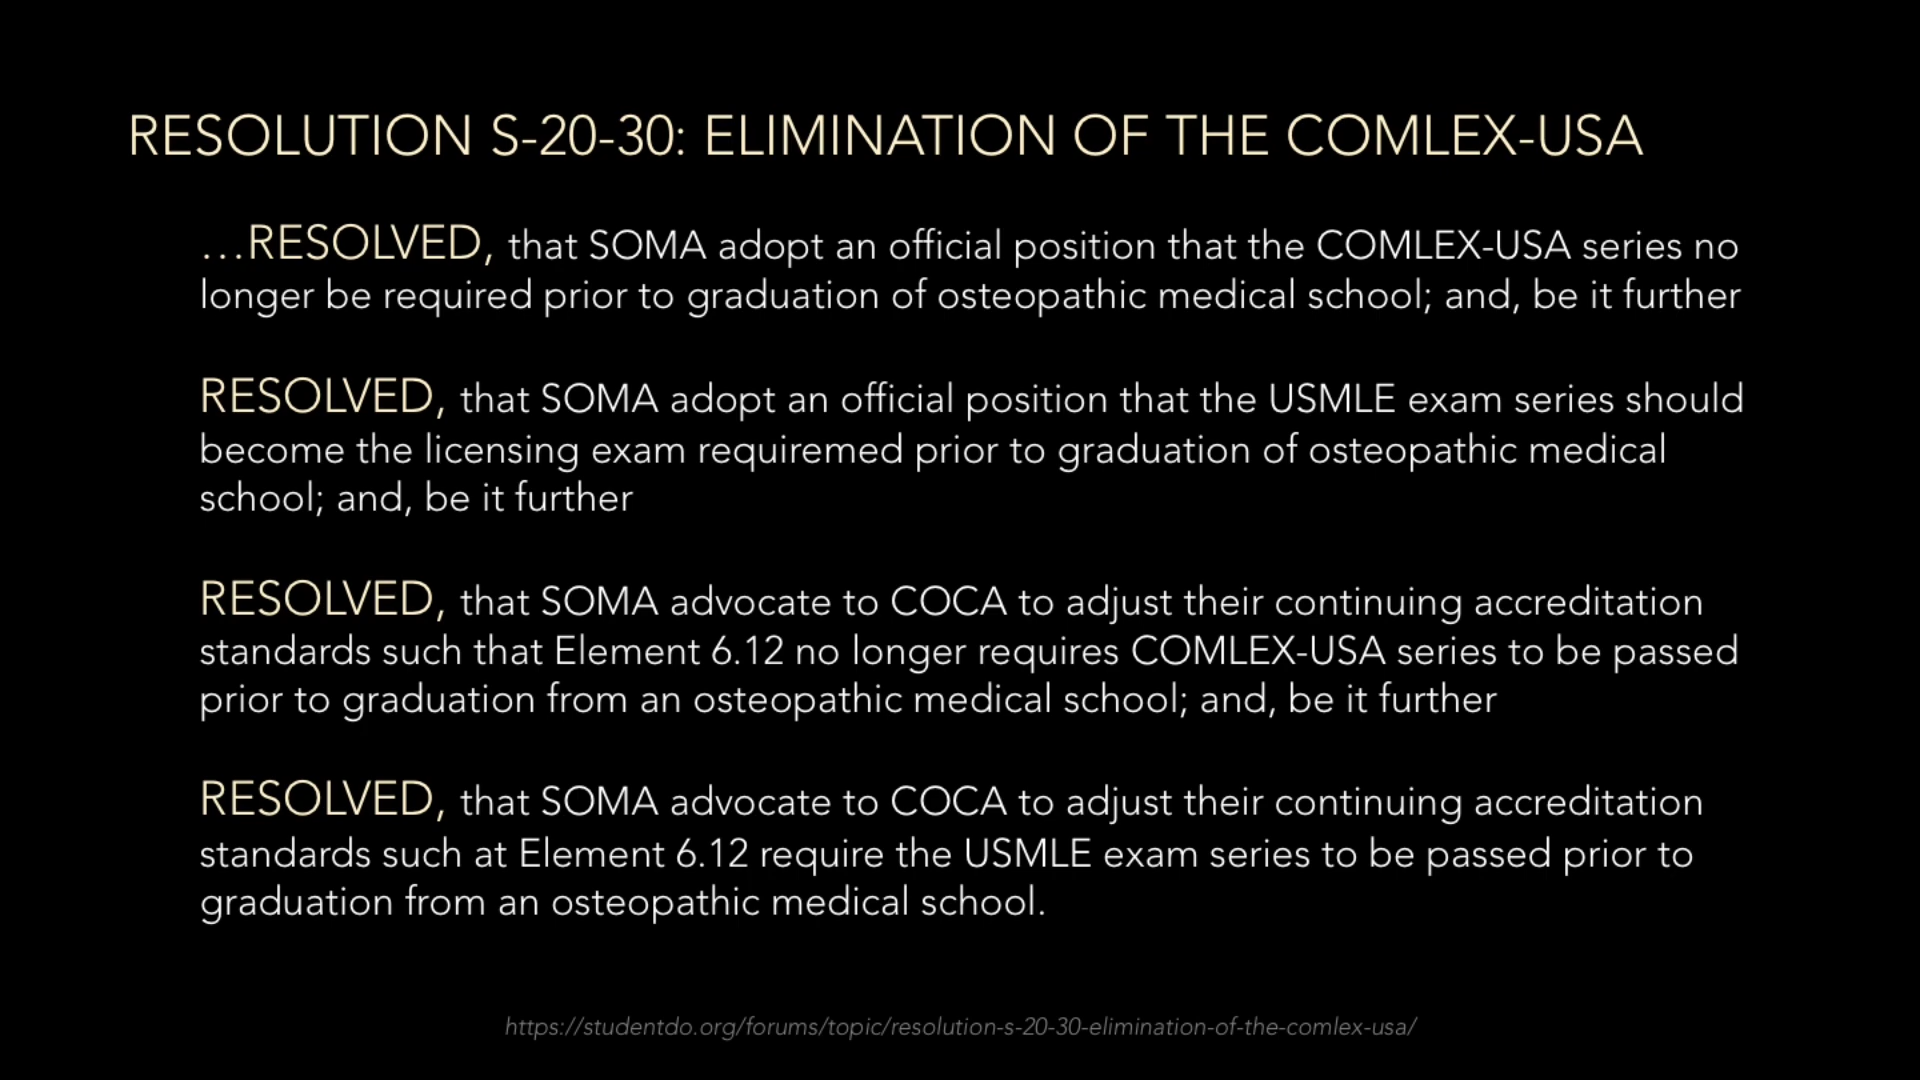 RESOLUTION S-20-30: ELIMINATION OF THE COMLEX-USA
…RESOLVED, that SOMA adopt an official position that the COMLEX-USA series no
longer be required prior to graduation of osteopathic medical school; and, be it further
RESOLVED, that SOMA adopt an official position that the USMLE exam series should
become the licensing exam requiremed prior to graduation of osteopathic medical
school; and, be it further
RESOLVED, that SOMA advocate to COCA to adjust their continuing accreditation
standards such that Element 6.12 no longer requires COMLEX-USA series to be passed
prior to graduation from an osteopathic medical school; and, be it further
RESOLVED, that SOMA advocate to COCA to adjust their continuing accreditation
standards such at Element 6.12 require the USMLE exam series to be passed prior to
graduation from an osteopathic medical school.
https://studentdo.org/forums/topic/resolution-s-20-30-elimination-of-the-comlex-usa/